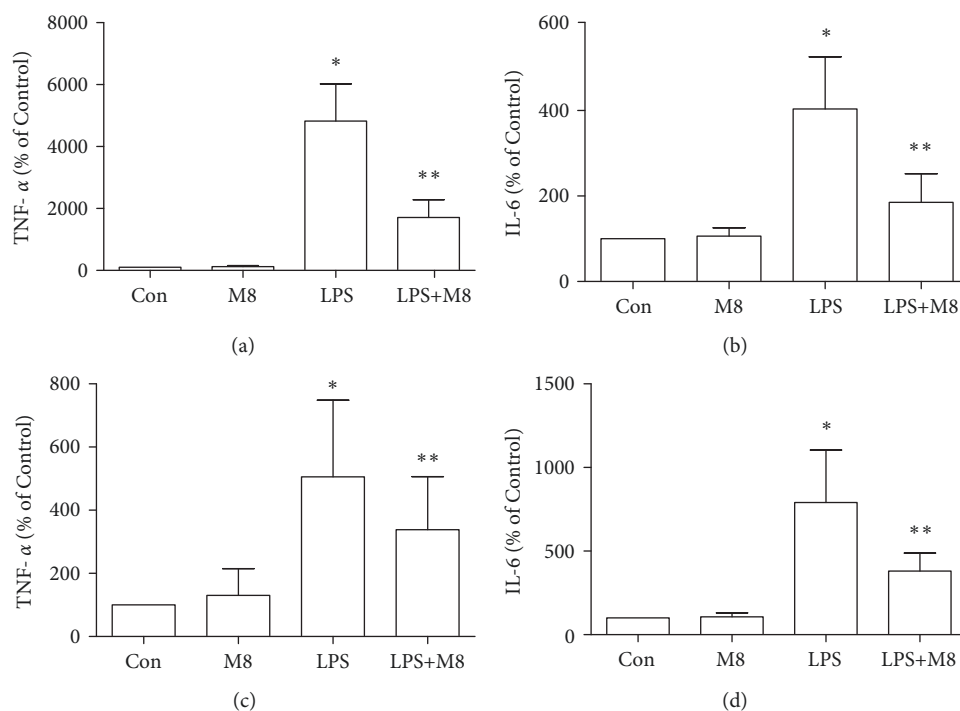 TNF- α (% of Control)
8000
6000
4000
2000
0
*
**
Con M8 LPS LPS+M8
(a)
IL-6 (% of Control)
600
400
200
0
*
**
Con M8 LPS LPS+M8
(b)
TNF- α (% of Control)
800
600
400
200
0
*
**
Con M8 LPS LPS+M8
(c)
IL-6 (% of Control)
1500
1000
500
0
*
**
Con M8 LPS LPS+M8
(d)